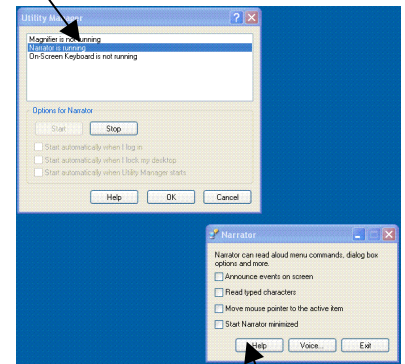 Utility Manager
Magnifier is not running
Narrator is running
On-Screen Keyboard is not running
Options for Narrator
Start
Stop
Start automatically when I log in
Start automatically when I lock my desktop
Start automatically when Utility Manager starts
Help
OK
Cancel
Narrator
Narrator can read aloud menu commands, dialog box
options and more.
Announce events on screen
Read typed characters
Move mouse pointer to the active item
Start Narrator minimized
Help
Voice...
Exit